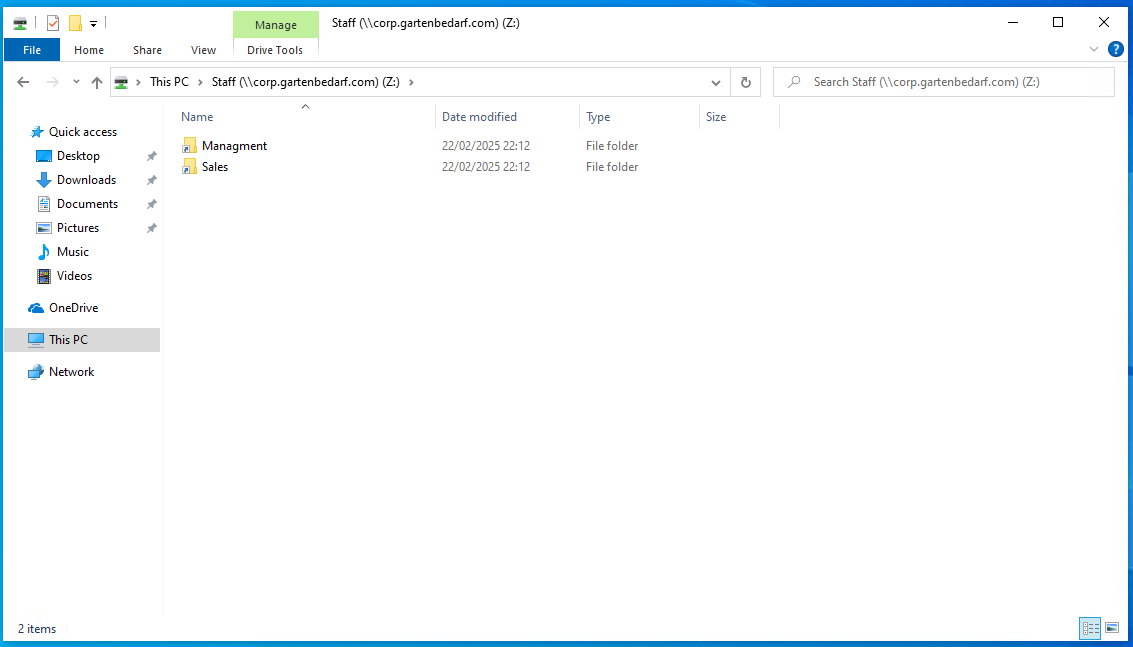 Manage
Staff (\\corp.gartenbedarf.com) (Z:)
File
Home
Share
View
Drive Tools
?
This PC > Staff (\\corp.gartenbedarf.com) (Z:) >
Search Staff (\\corp.gartenbedarf.com) (Z:)
Name
Date modified
Type
Size
Quick access
Desktop
Downloads
Documents
Pictures
Music
Videos
OneDrive
This PC
Network
Managment 22/02/2025 22:12 File folder
Sales 22/02/2025 22:12 File folder
2 items